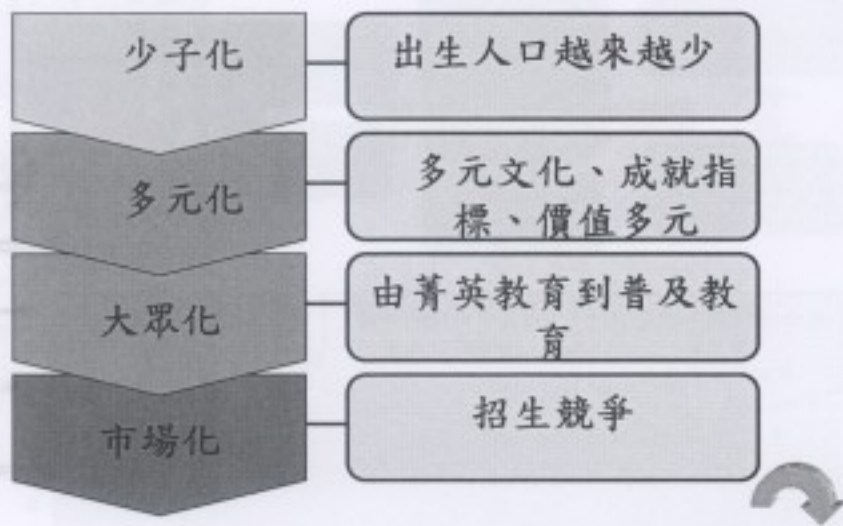 少子化
出生人口越來越少
多元化
多元文化、成就指
標、價值多元
大眾化
由菁英教育到普及教
育
市場化
招生競爭